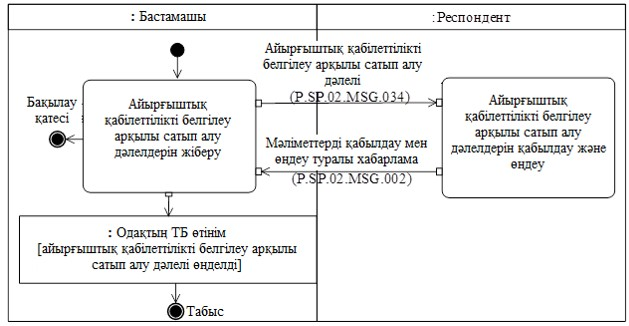 : Бастамашы
:Респондент
Айырғыштық қабілеттілікті
белгілеу арқылы сатып алу
дәлелі
(P.SP.02.MSG.034)
Бақылау
қатесі
Айырғыштық
қабілеттілікті белгілеу
арқылы сатып алу
дәлелдерін жіберу
Айырғыштық
қабілеттілікті белгілеу
арқылы сатып алу
дәлелдерін қабылдау және
өңдеу
Мәліметтерді қабылдау мен
өңдеу туралы хабарлама
(P.SP.02.MSG.002)
: Одақтың ТБ өтінім
[айырғыштық қабілеттілікті белгілеу арқылы
сатып алу дәлелі өңделді]
Табыс